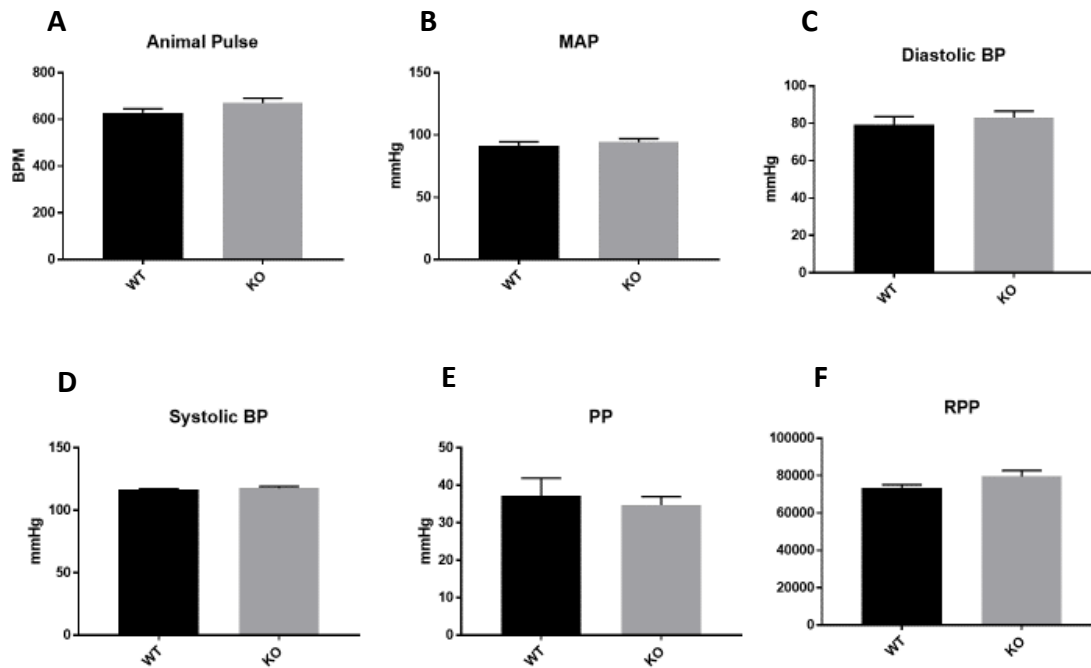 A
Animal Pulse
BPM
800
600
400
200
0
WT
KO
B
MAP
mmHg
150
100
50
0
WT
KO
C
Diastolic BP
mmHg
100
80
60
40
20
0
WT
KO
D
Systolic BP
mmHg
150
100
50
0
WT
KO
E
PP
mmHg
50
40
30
20
10
0
WT
KO
F
RPP
100000
80000
60000
40000
20000
0
WT
KO